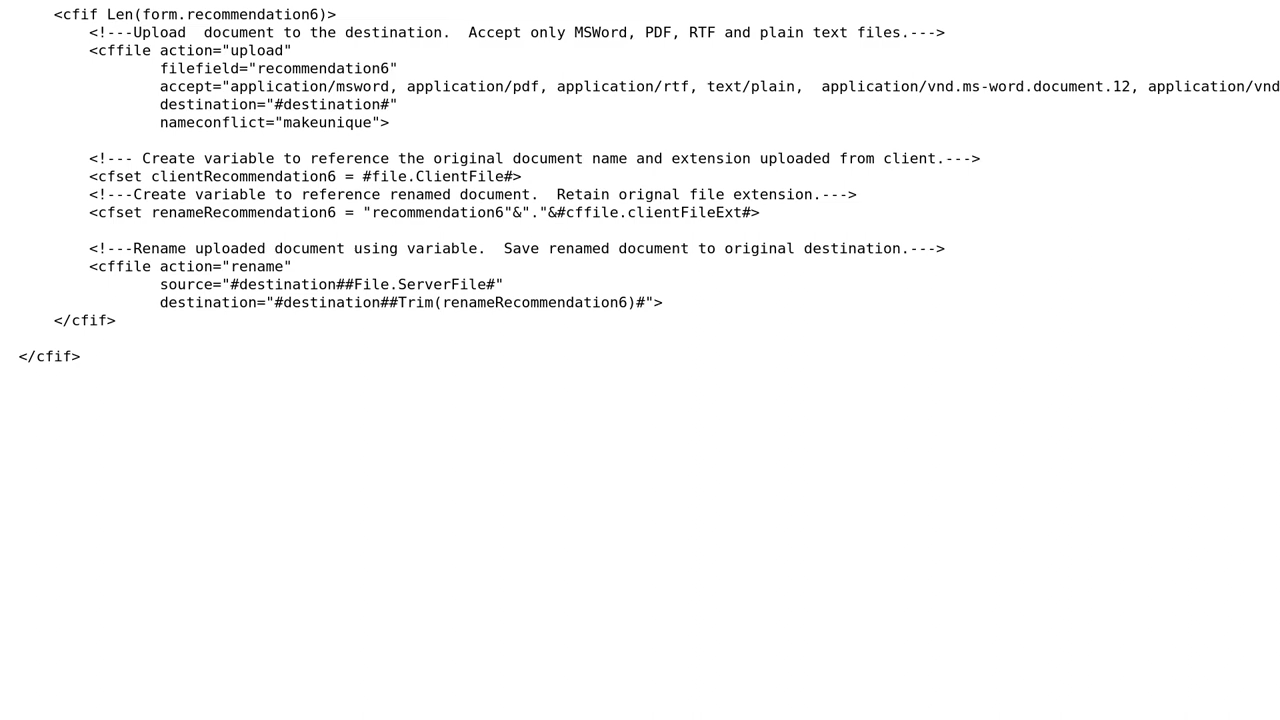 <cfif Len(form.recommendation6)>
<!---Upload  document to the destination.  Accept only MSWord, PDF, RTF and plain text files.--->
<cffile action="upload"
filefield="recommendation6"
accept="application/msword, application/pdf, application/rtf, text/plain,  application/vnd.ms-word.document.12, application/vnd
destination="#destination#"
nameconflict="makeunique">
<!--- Create variable to reference the original document name and extension uploaded from client.--->
<cfset clientRecommendation6 = #file.ClientFile#>
<!---Create variable to reference renamed document.  Retain orignal file extension.--->
<cfset renameRecommendation6 = "recommendation6"&"."&#cffile.clientFileExt#>
<!---Rename uploaded document using variable.  Save renamed document to original destination.--->
<cffile action="rename"
source="#destination##File.ServerFile#"
destination="#destination##Trim(renameRecommendation6)#">
</cfif>
</cfif>